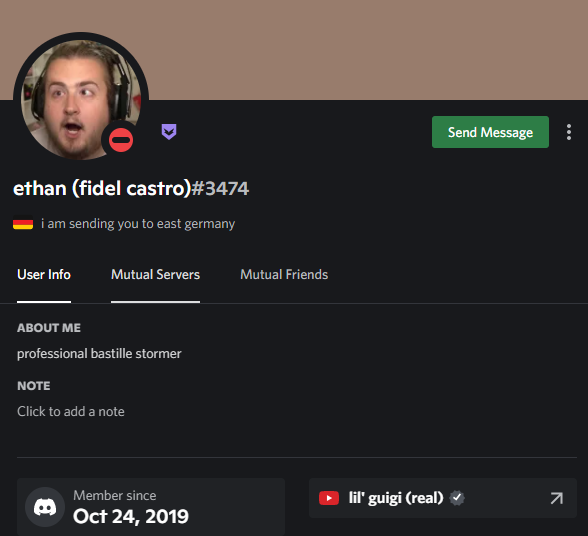 Send Message
ethan (fidel castro)#3474
i am sending you to east germany
User Info
Mutual Servers
Mutual Friends
ABOUT ME
professional bastille stormer
NOTE
Click to add a note
Member since
Oct 24, 2019
lil' guigi (real)